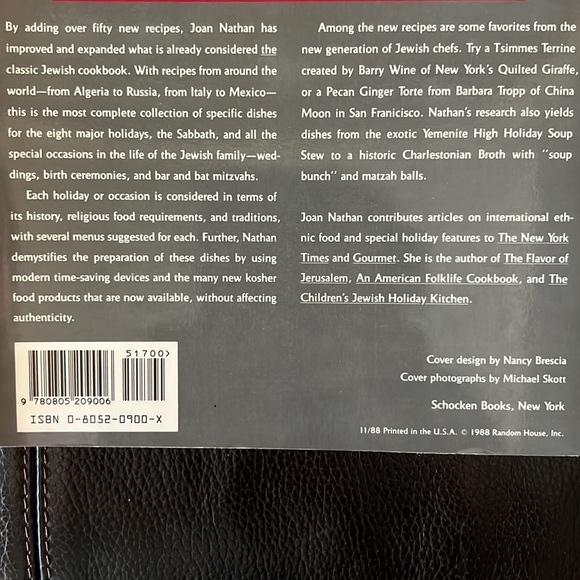 By adding over fifty new recipes, Joan Nathan has
improved and expanded what is already considered the
classic Jewish cookbook. With recipes from around the
world—from Algeria to Russia, from Italy to Mexico—
this is the most complete collection of specific dishes
for the eight major holidays, the Sabbath, and all the
special occasions in the life of the Jewish family—wed-
dings, birth ceremonies, and bar and bat mitzvahs.
Each holiday or occasion is considered in terms of
its history, religious food requirements, and traditions,
with several menus suggested for each. Further, Nathan
demystifies the preparation of these dishes by using
modern time-saving devices and the many new kosher
food products that are now available, without affecting
authenticity.
Among the new recipes are some favorites from the
new generation of Jewish chefs. Try a Tsimmes Terrine
created by Barry Wine of New York's Quilted Giraffe,
or a Pecan Ginger Torte from Barbara Tropp of China
Moon in San Franicisco. Nathan's research also yields
dishes from the exotic Yemenite High Holiday Soup
Stew to a historic Charlestonian Broth with "soup
bunch" and matzah balls.
Joan Nathan contributes articles on international eth-
nic food and special holiday features to The New York
Times and Gourmet. She is the author of The Flavor of
Jerusalem, An American Folklife Cookbook, and The
Children's Jewish Holiday Kitchen.
51700>
9 780805 209006
ISBN 0-8052-0900-X
Cover design by Nancy Brescia
Cover photographs by Michael Skott
Schocken Books, New York
11/88 Printed in the U.S.A. © 1988 Random House, Inc.